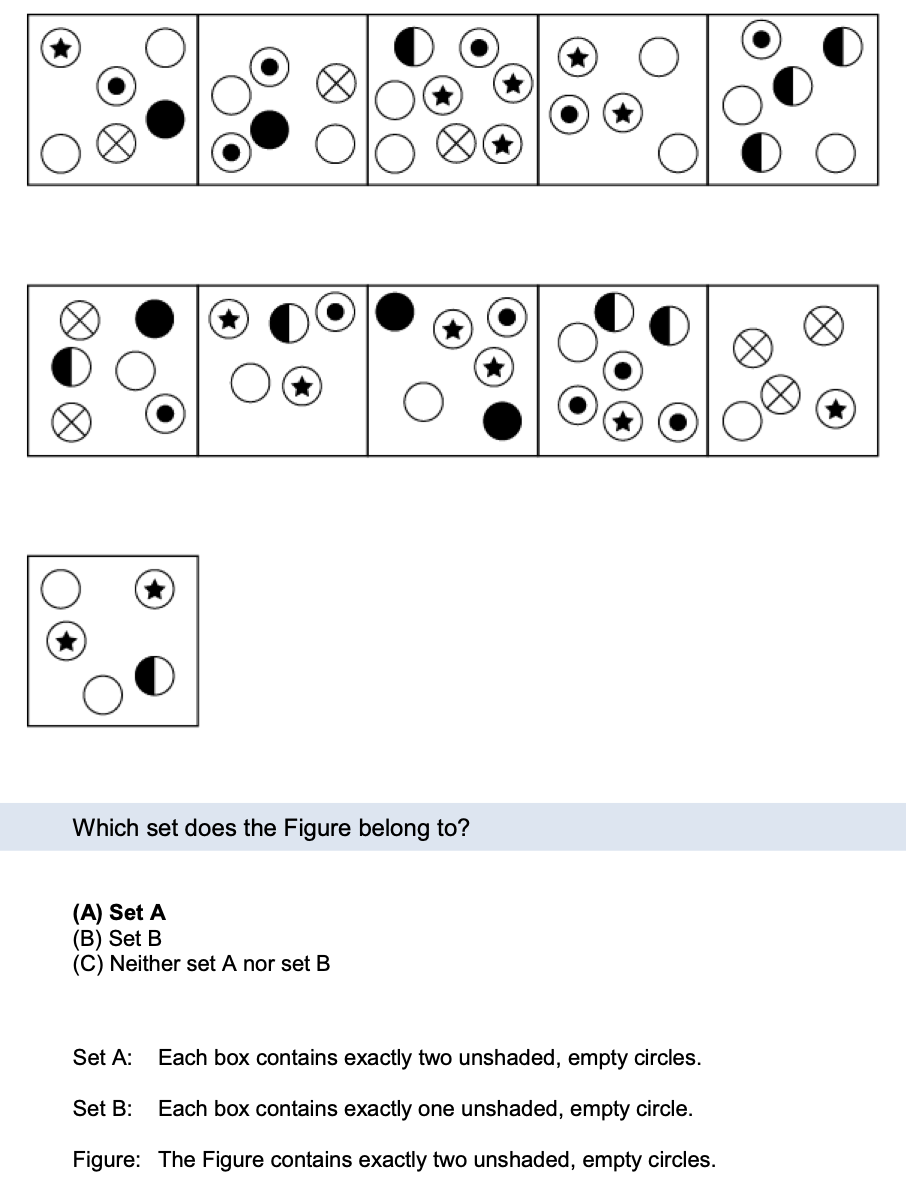 Which set does the Figure belong to?
(A) Set A
(B) Set B
(C) Neither set A nor set B
Set A: Each box contains exactly two unshaded, empty circles.
Set B: Each box contains exactly one unshaded, empty circle.
Figure: The Figure contains exactly two unshaded, empty circles.